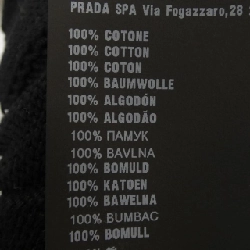 PRADA SPA Via Fogazzaro,28
100% COTONE
100% COTTON
100% COTON
100% BAUMWOLLE
100% ALGODÓN
100% ALGODÃO
100% ПАМУК
100% BAVLNA
100% BOMULD
100% KATOEN
100% BAWEŁNA
100% BUMBAC
100% BOMULL